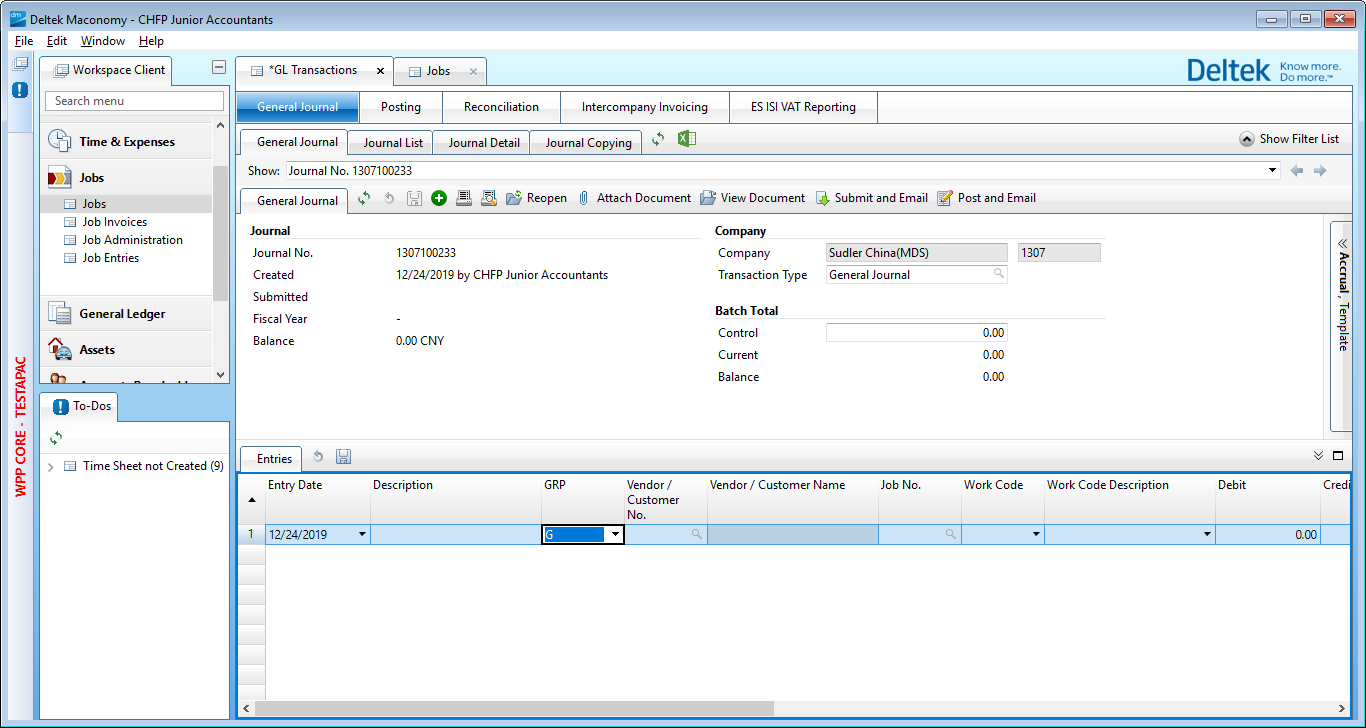 dm Deltek Maconomy - CHFP Junior Accountants
File Edit Window Help
Workspace Client
Search menu
Time & Expenses
Jobs
Jobs
Job Invoices
Job Administration
Job Entries
General Ledger
Assets
To-Dos
Time Sheet not Created (9)
WPP CORE - TESTAPAC
*GL Transactions Jobs
Deltek Know more.
Do more.™
General Journal Posting Reconciliation Intercompany Invoicing ES ISI VAT Reporting
General Journal Journal List Journal Detail Journal Copying Show Filter List
Show: Journal No. 1307100233
General Journal Reopen Attach Document View Document Submit and Email Post and Email
Journal
Journal No. 1307100233
Created 12/24/2019 by CHFP Junior Accountants
Submitted
Fiscal Year -
Balance 0.00 CNY
Company
Company Sudler China(MDS) 1307
Transaction Type General Journal
Batch Total
Control 0.00
Current 0.00
Balance 0.00
Accrual , Template
Entries
Entry Date Description GRP Vendor / Customer No. Vendor / Customer Name Job No. Work Code Work Code Description Debit Credi
1 12/24/2019 G 0.00